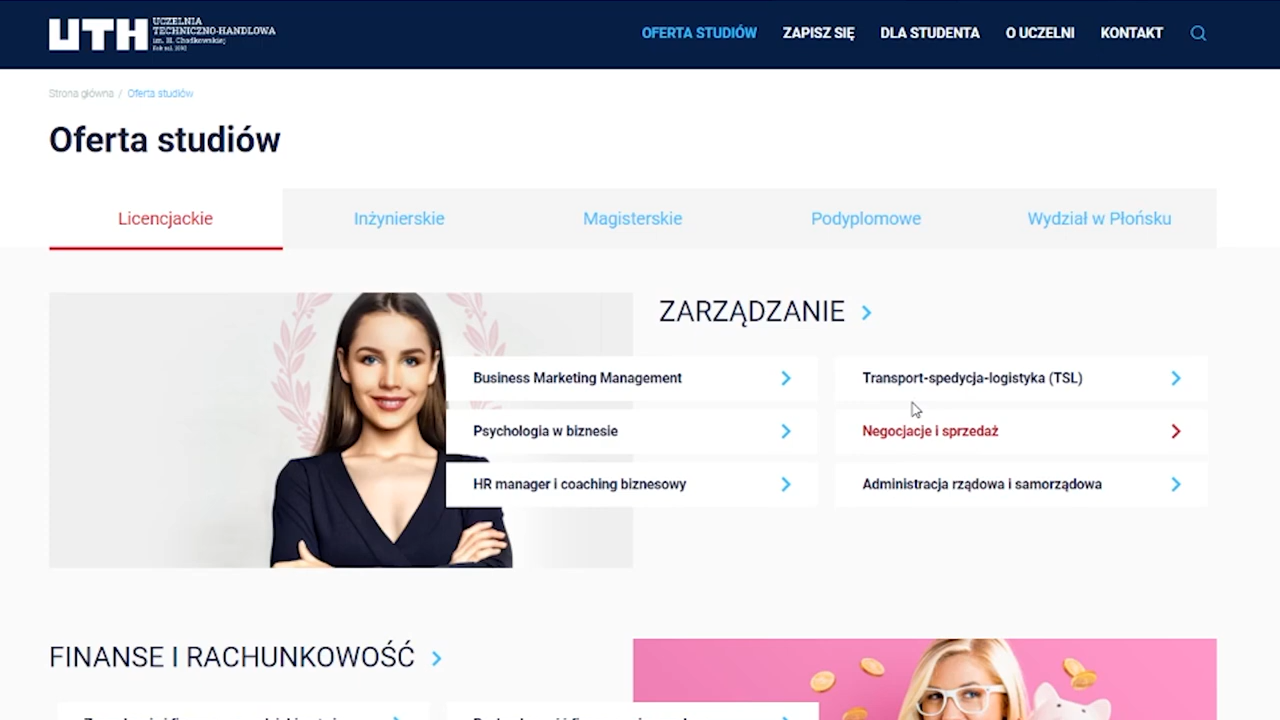 UTH UCZELNIA
TECHNICZNO-HANDLOWA
im. H. Chodkowskiej
OFERTA STUDIÓW ZAPISZ SIĘ DLA STUDENTA O UCZELNI KONTAKT
Strona główna / Oferta studiów
Oferta studiów
Licencjackie Inżynierskie Magisterskie Podyplomowe Wydział w Płońsku
ZARZĄDZANIE
Business Marketing Management Transport-spedycja-logistyka (TSL)
Psychologia w biznesie Negocjacje i sprzedaż
HR manager i coaching biznesowy Administracja rządowa i samorządowa
FINANSE I RACHUNKOWOŚĆ